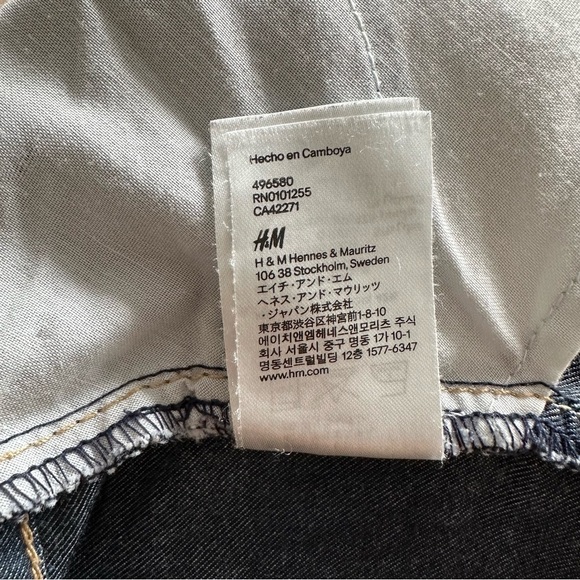 Hecho en Camboya
496580
RN0101255
CA42271
H&M
H & M Hennes & Mauritz
106 38 Stockholm, Sweden
エイチ・アンド・エム
ヘネス・アンド・マウリッツ
・ジャパン株式会社
東京都渋谷区神宮前1-8-10
에이치앤엠헤네스앤모리츠 주식
회사 서울시 중구 명동 1가 10-1
명동센트럴빌딩 12층 1577-6347
www.hm.com